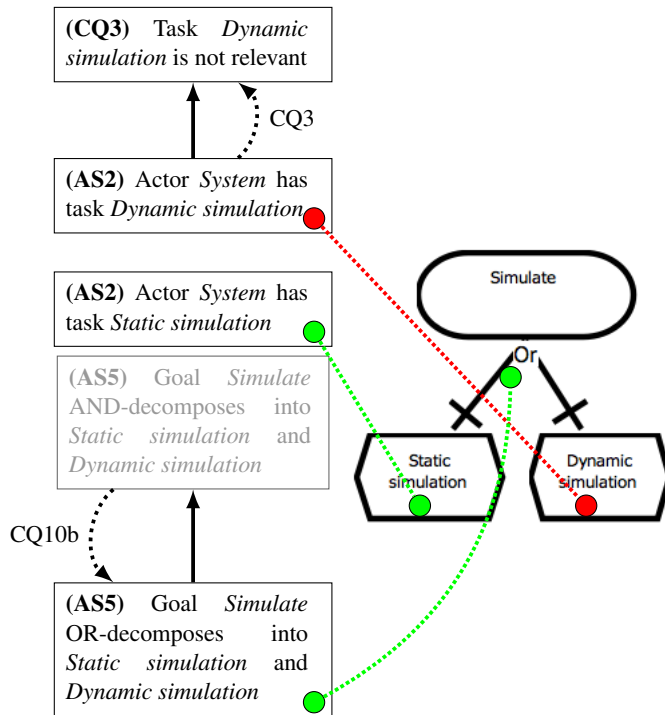 (CQ3) Task Dynamic
simulation is not relevant
CQ3
(AS2) Actor System has
task Dynamic simulation
(AS2) Actor System has
task Static simulation
(AS5) Goal Simulate
AND-decomposes into
Static simulation and
Dynamic simulation
CQ10b
(AS5) Goal Simulate
OR-decomposes into
Static simulation and
Dynamic simulation
Simulate
Or
Static
simulation
Dynamic
simulation